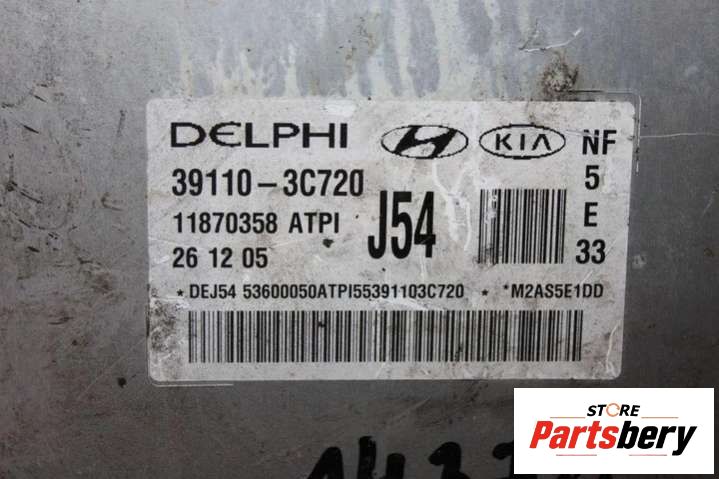 DELPHI KIA NF
39110-3C720 5
11870358 ATPI J54 E
26 12 05 33
*DEJ54 53600050ATPI55391103C720 * *M2AS5E1DD
STORE
Partsbery